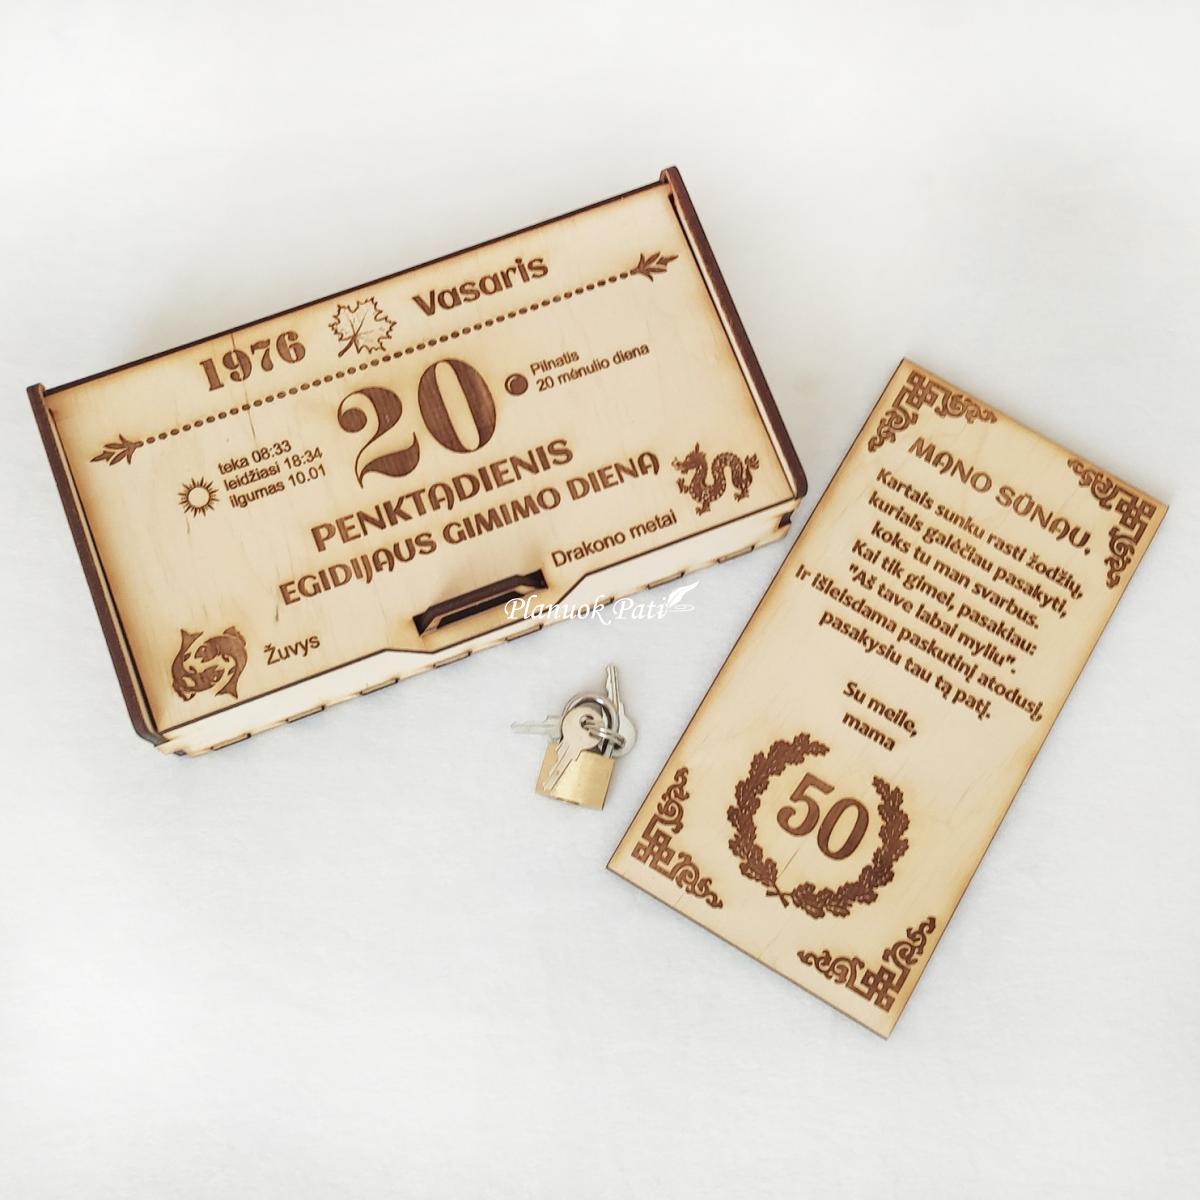 1976 Vasaris
20
Pilnatis
20 mėnulio diena
teka 08:33
leidžiasi 18:34
ilgumas 10.01
PENKTADIENIS
EGIDIJAUS GIMIMO DIENA
Drakono metai
Žuvys
Planuok Pati
MANO SŪNAU,
Kartais sunku rasti žodžių,
kuriais galėčiau pasakyti,
koks tu man svarbus.
Kai tik gimei, pasakiau:
"Aš tave labai myliu".
Ir išleisdama paskutinį atodūsį,
pasakysiu tau tą patį.
Su meile,
mama
50